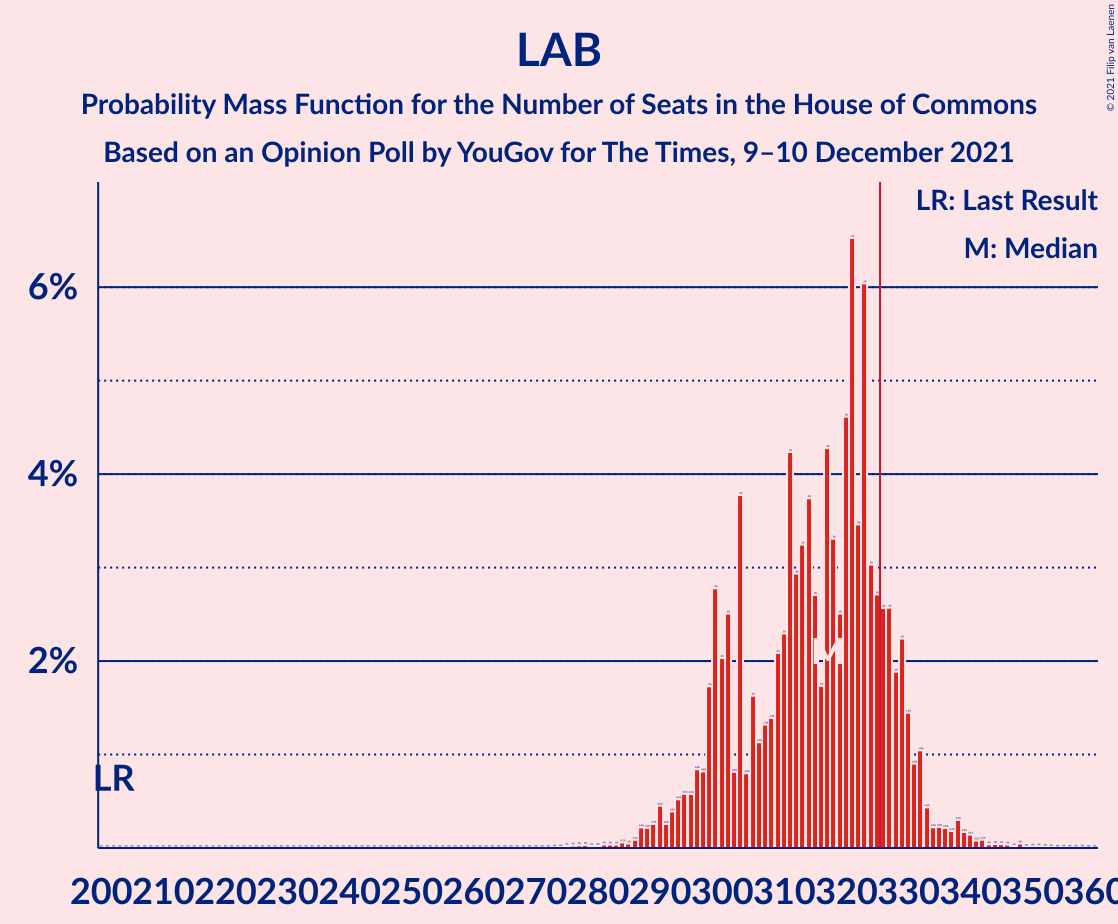 LAB
Probability Mass Function for the Number of Seats in the House of Commons
Based on an Opinion Poll by YouGov for The Times, 9–10 December 2021
© 2021 Filip van Laenen
LR: Last Result
M: Median
6%
4%
2%
LR
M
200 210 220 230 240 250 260 270 280 290 300 310 320 330 340 350 360